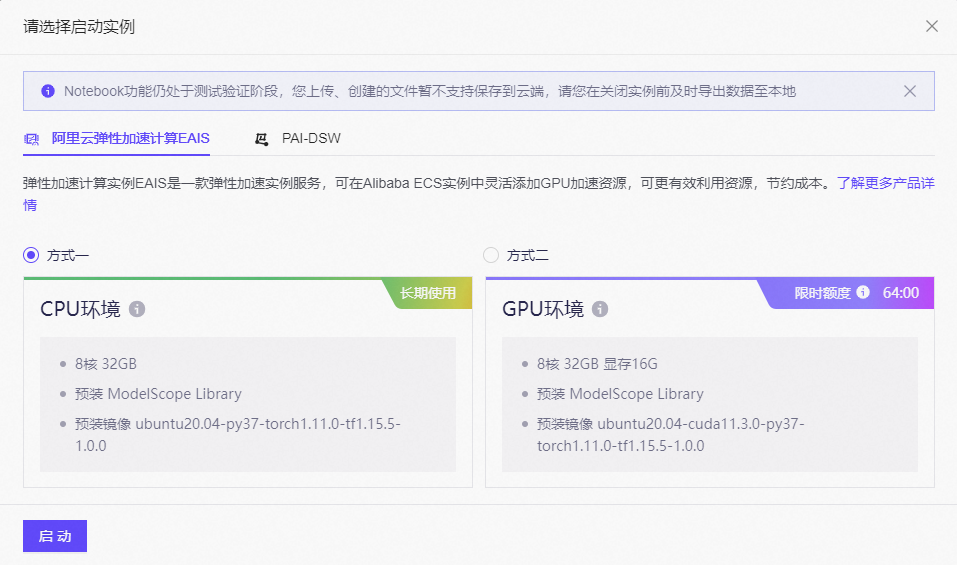 请选择启动实例
Notebook功能仍处于测试验证阶段，您上传、创建的文件暂不支持保存到云端，请您在关闭实例前及时导出数据至本地
阿里云弹性加速计算EAIS
PAI-DSW
弹性加速计算实例EAIS是一款弹性加速实例服务，可在Alibaba ECS实例中灵活添加GPU加速资源，可更有效利用资源，节约成本。了解更多产品详
情
方式一
长期使用
CPU环境
8核 32GB
预装 ModelScope Library
预装镜像 ubuntu20.04-py37-torch1.11.0-tf1.15.5-
1.0.0
方式二
限时额度 64:00
GPU环境
8核 32GB 显存16G
预装 ModelScope Library
预装镜像 ubuntu20.04-cuda11.3.0-py37-
torch1.11.0-tf1.15.5-1.0.0
启动